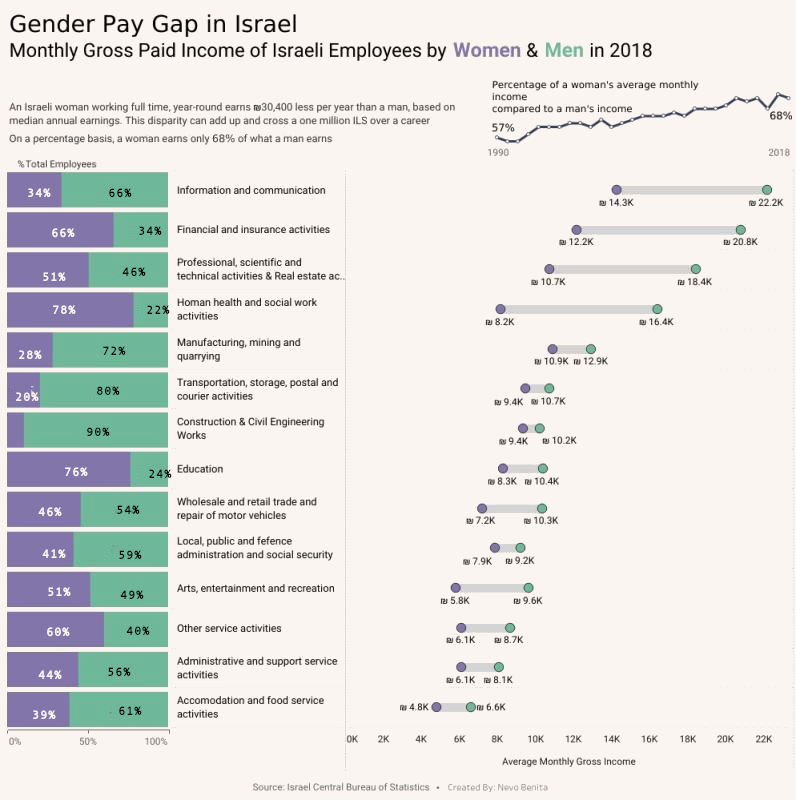 Gender Pay Gap in Israel
Monthly Gross Paid Income of Israeli Employees by Women & Men in 2018
Percentage of a woman's average monthly
income
compared to a man's income
An Israeli woman working full time, year-round earns ₪30,400 less per year than a man, based on
median annual earnings. This disparity can add up and cross a one million ILS over a career
On a percentage basis, a woman earns only 68% of what a man earns
57%
68%
1990
2018
%Total Employees
34% 66% Information and communication
₪ 14.3K ₪ 22.2K
66% 34% Financial and insurance activities
₪ 12.2K ₪ 20.8K
51% 46% Professional, scientific and
technical activities & Real estate ac..
₪ 10.7K ₪ 18.4K
78% 22% Human health and social work
activities
₪ 8.2K ₪ 16.4K
28% 72% Manufacturing, mining and
quarrying
₪ 10.9K ₪ 12.9K
20% 80% Transportation, storage, postal and
courier activities
₪ 9.4K ₪ 10.7K
90% Construction & Civil Engineering
Works
₪ 9.4K ₪ 10.2K
76% 24% Education
₪ 8.3K ₪ 10.4K
46% 54% Wholesale and retail trade and
repair of motor vehicles
₪ 7.2K ₪ 10.3K
41% 59% Local, public and fefence
administration and social security
₪ 7.9K ₪ 9.2K
51% 49% Arts, entertainment and recreation
₪ 5.8K ₪ 9.6K
60% 40% Other service activities
₪ 6.1K ₪ 8.7K
44% 56% Administrative and support service
activities
₪ 6.1K ₪ 8.1K
39% 61% Accomodation and food service
activities
₪ 4.8K ₪ 6.6K
0% 50% 100%
0K 2K 4K 6K 8K 10K 12K 14K 16K 18K 20K 22K
Average Monthly Gross Income
Source: Israel Central Bureau of Statistics • Created By: Nevo Benita